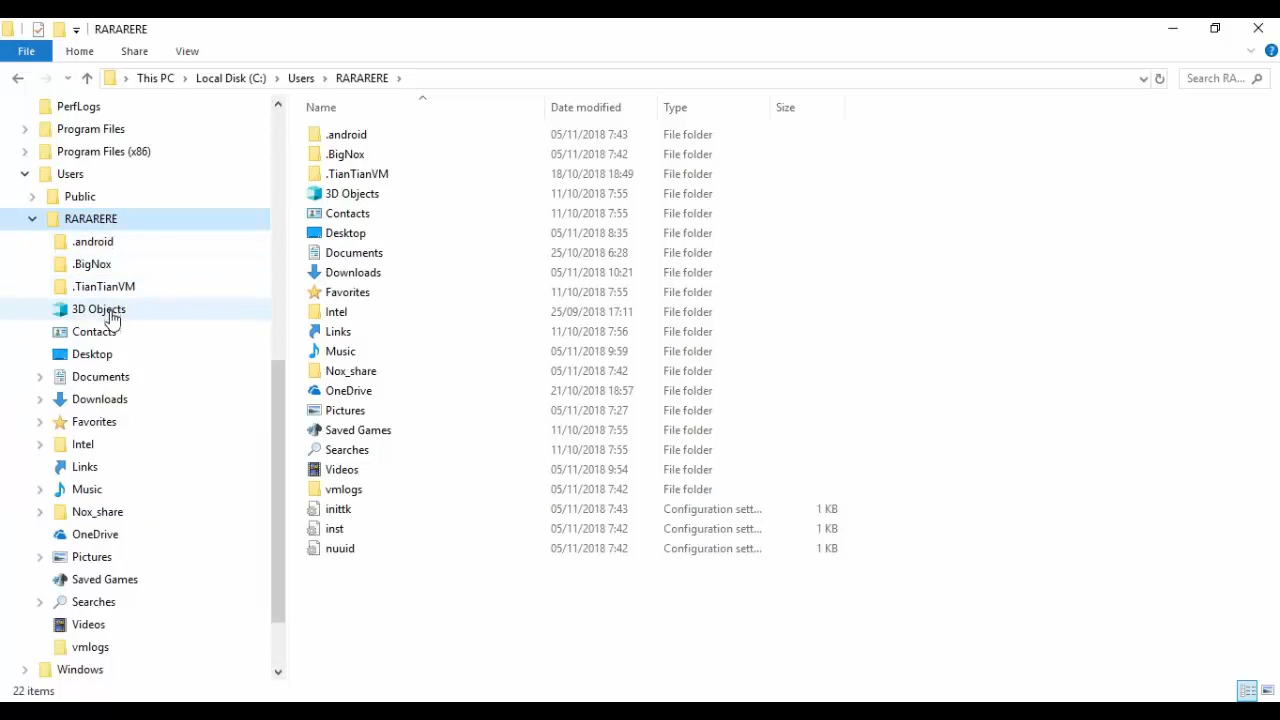 RARARERE
File Home Share View
This PC Local Disk (C:) Users RARARERE Search RA...
PerfLogs
Program Files
Program Files (x86)
Users
Public
RARARERE
.android
.BigNox
.TianTianVM
3D Objects
Contacts
Desktop
Documents
Downloads
Favorites
Intel
Links
Music
Nox_share
OneDrive
Pictures
Saved Games
Searches
Videos
vmlogs
Windows
Name Date modified Type Size
.android 05/11/2018 7:43 File folder
.BigNox 05/11/2018 7:42 File folder
.TianTianVM 18/10/2018 18:49 File folder
3D Objects 11/10/2018 7:55 File folder
Contacts 11/10/2018 7:55 File folder
Desktop 05/11/2018 8:35 File folder
Documents 25/10/2018 6:28 File folder
Downloads 05/11/2018 10:21 File folder
Favorites 11/10/2018 7:55 File folder
Intel 25/09/2018 17:11 File folder
Links 11/10/2018 7:56 File folder
Music 05/11/2018 9:59 File folder
Nox_share 05/11/2018 7:42 File folder
OneDrive 21/10/2018 18:57 File folder
Pictures 05/11/2018 7:27 File folder
Saved Games 11/10/2018 7:55 File folder
Searches 11/10/2018 7:55 File folder
Videos 05/11/2018 9:54 File folder
vmlogs 05/11/2018 7:42 File folder
inittk 05/11/2018 7:43 Configuration sett... 1 KB
inst 05/11/2018 7:42 Configuration sett... 1 KB
nuuid 05/11/2018 7:42 Configuration sett... 1 KB
22 items